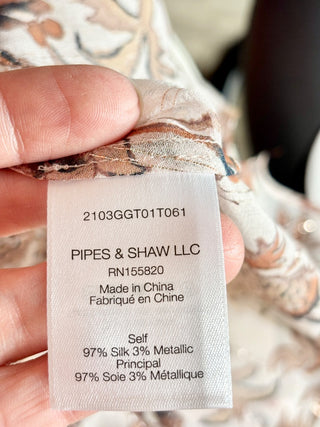 2103GGT01T061
PIPES & SHAW LLC
RN155820
Made in China
Fabriqué en Chine
Self
97% Silk 3% Metallic
Principal
97% Soie 3% Métallique